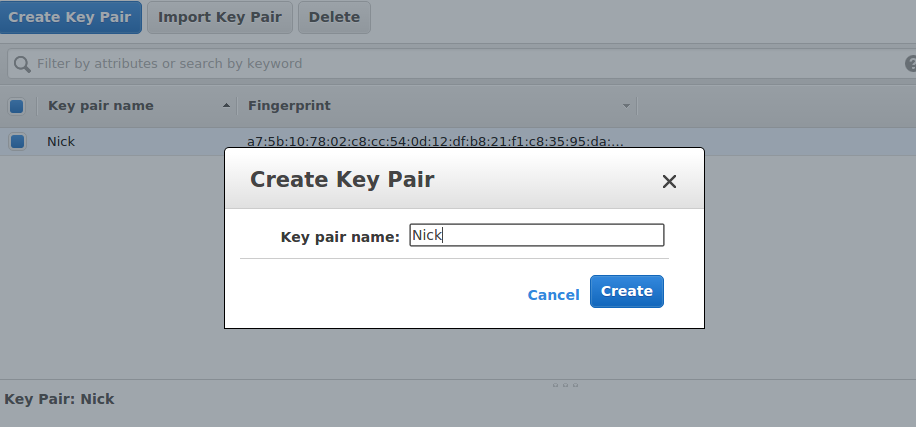 Create Key Pair Import Key Pair Delete
Filter by attributes or search by keyword ?
Key pair name Fingerprint
Nick a7:5b:10:78:02:c8:cc:54:0d:12:df:b8:21:f1:c8:35:95:da:...
Create Key Pair
Key pair name: Nick
Cancel Create
Key Pair: Nick